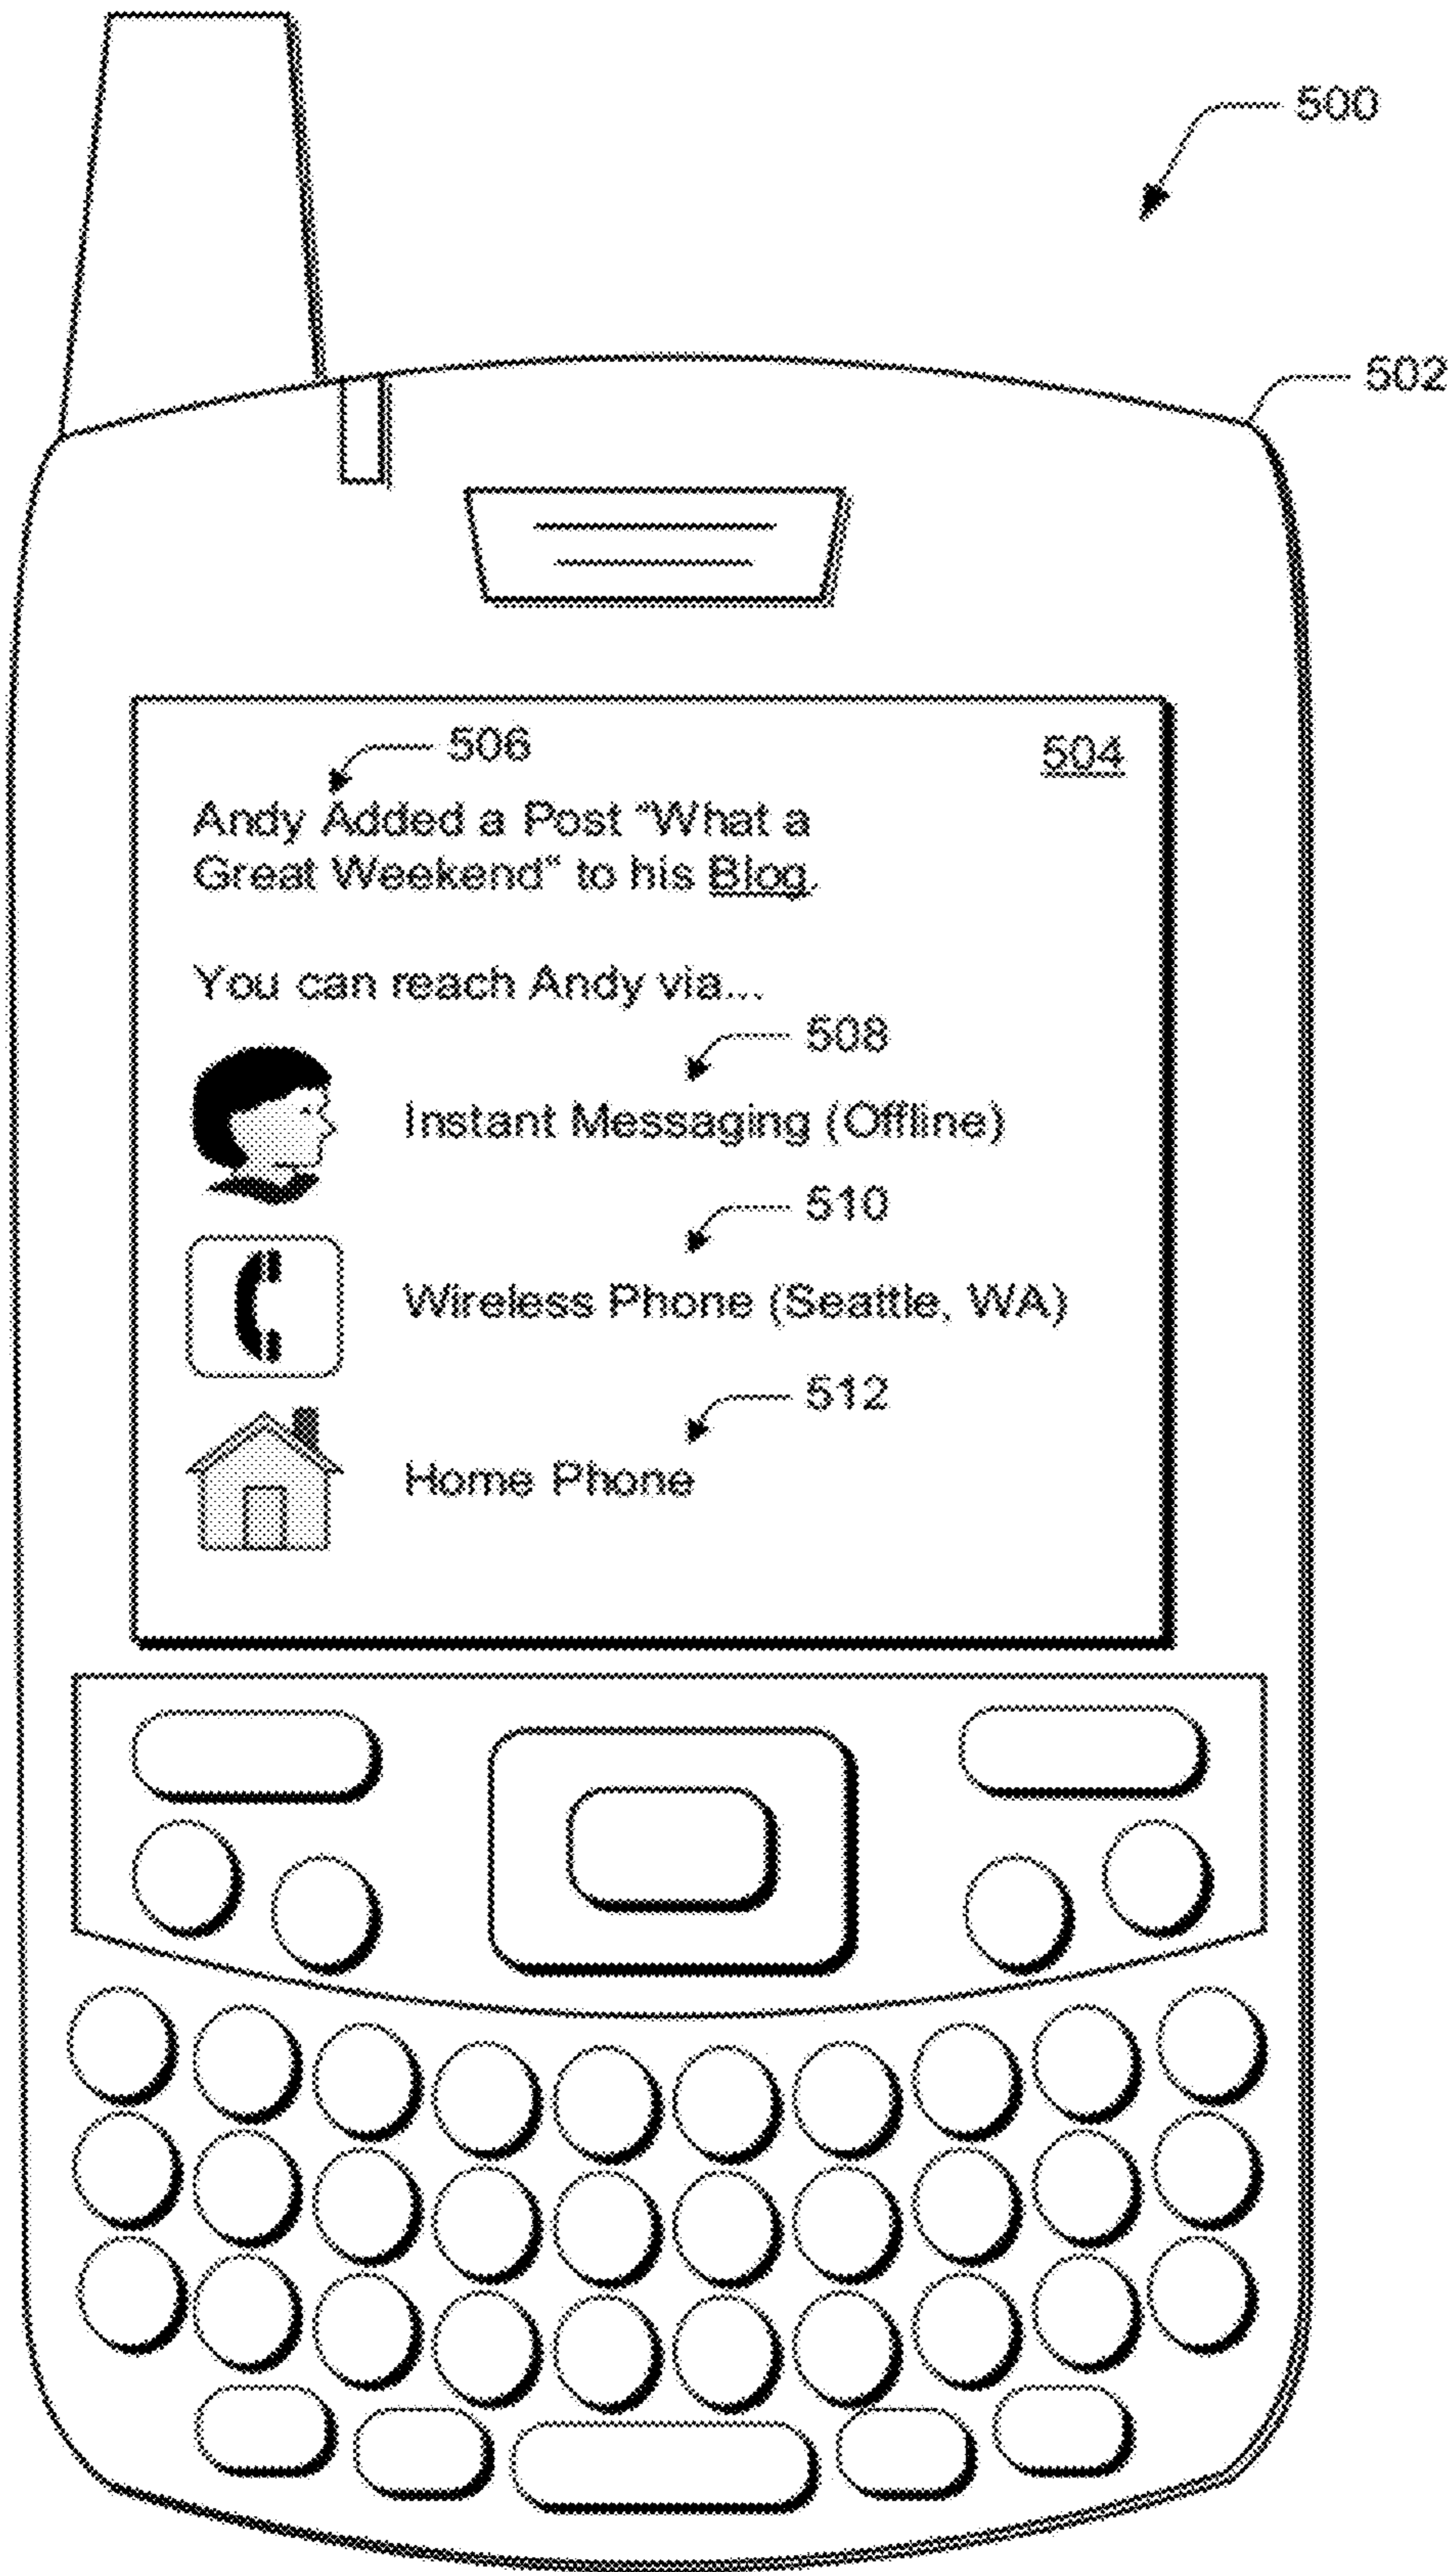 500
502
506
504
Andy Added a Post "What a
Great Weekend" to his Blog.
You can reach Andy via...
508
Instant Messaging (Offline)
510
Wireless Phone (Seattle, WA)
512
Home Phone